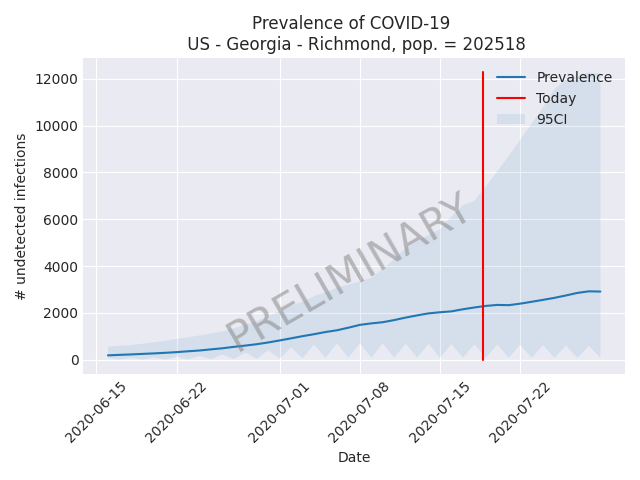 Prevalence of COVID-19
US - Georgia - Richmond, pop. = 202518
Prevalence
Today
95CI
12000
10000
8000
6000
4000
2000
0
# undetected infections
PRELIMINARY
2020-06-15
2020-06-22
2020-07-01
2020-07-08
2020-07-15
2020-07-22
Date